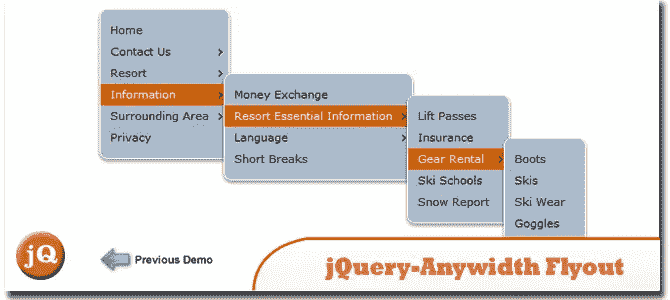 Home
Contact Us >
Resort >
Information >
Surrounding Area >
Privacy
Money Exchange
Resort Essential Information >
Language >
Short Breaks
Lift Passes
Insurance
Gear Rental >
Ski Schools
Snow Report
Boots
Skis
Ski Wear
Goggles
jQ
Previous Demo
jQuery-Anywidth Flyout